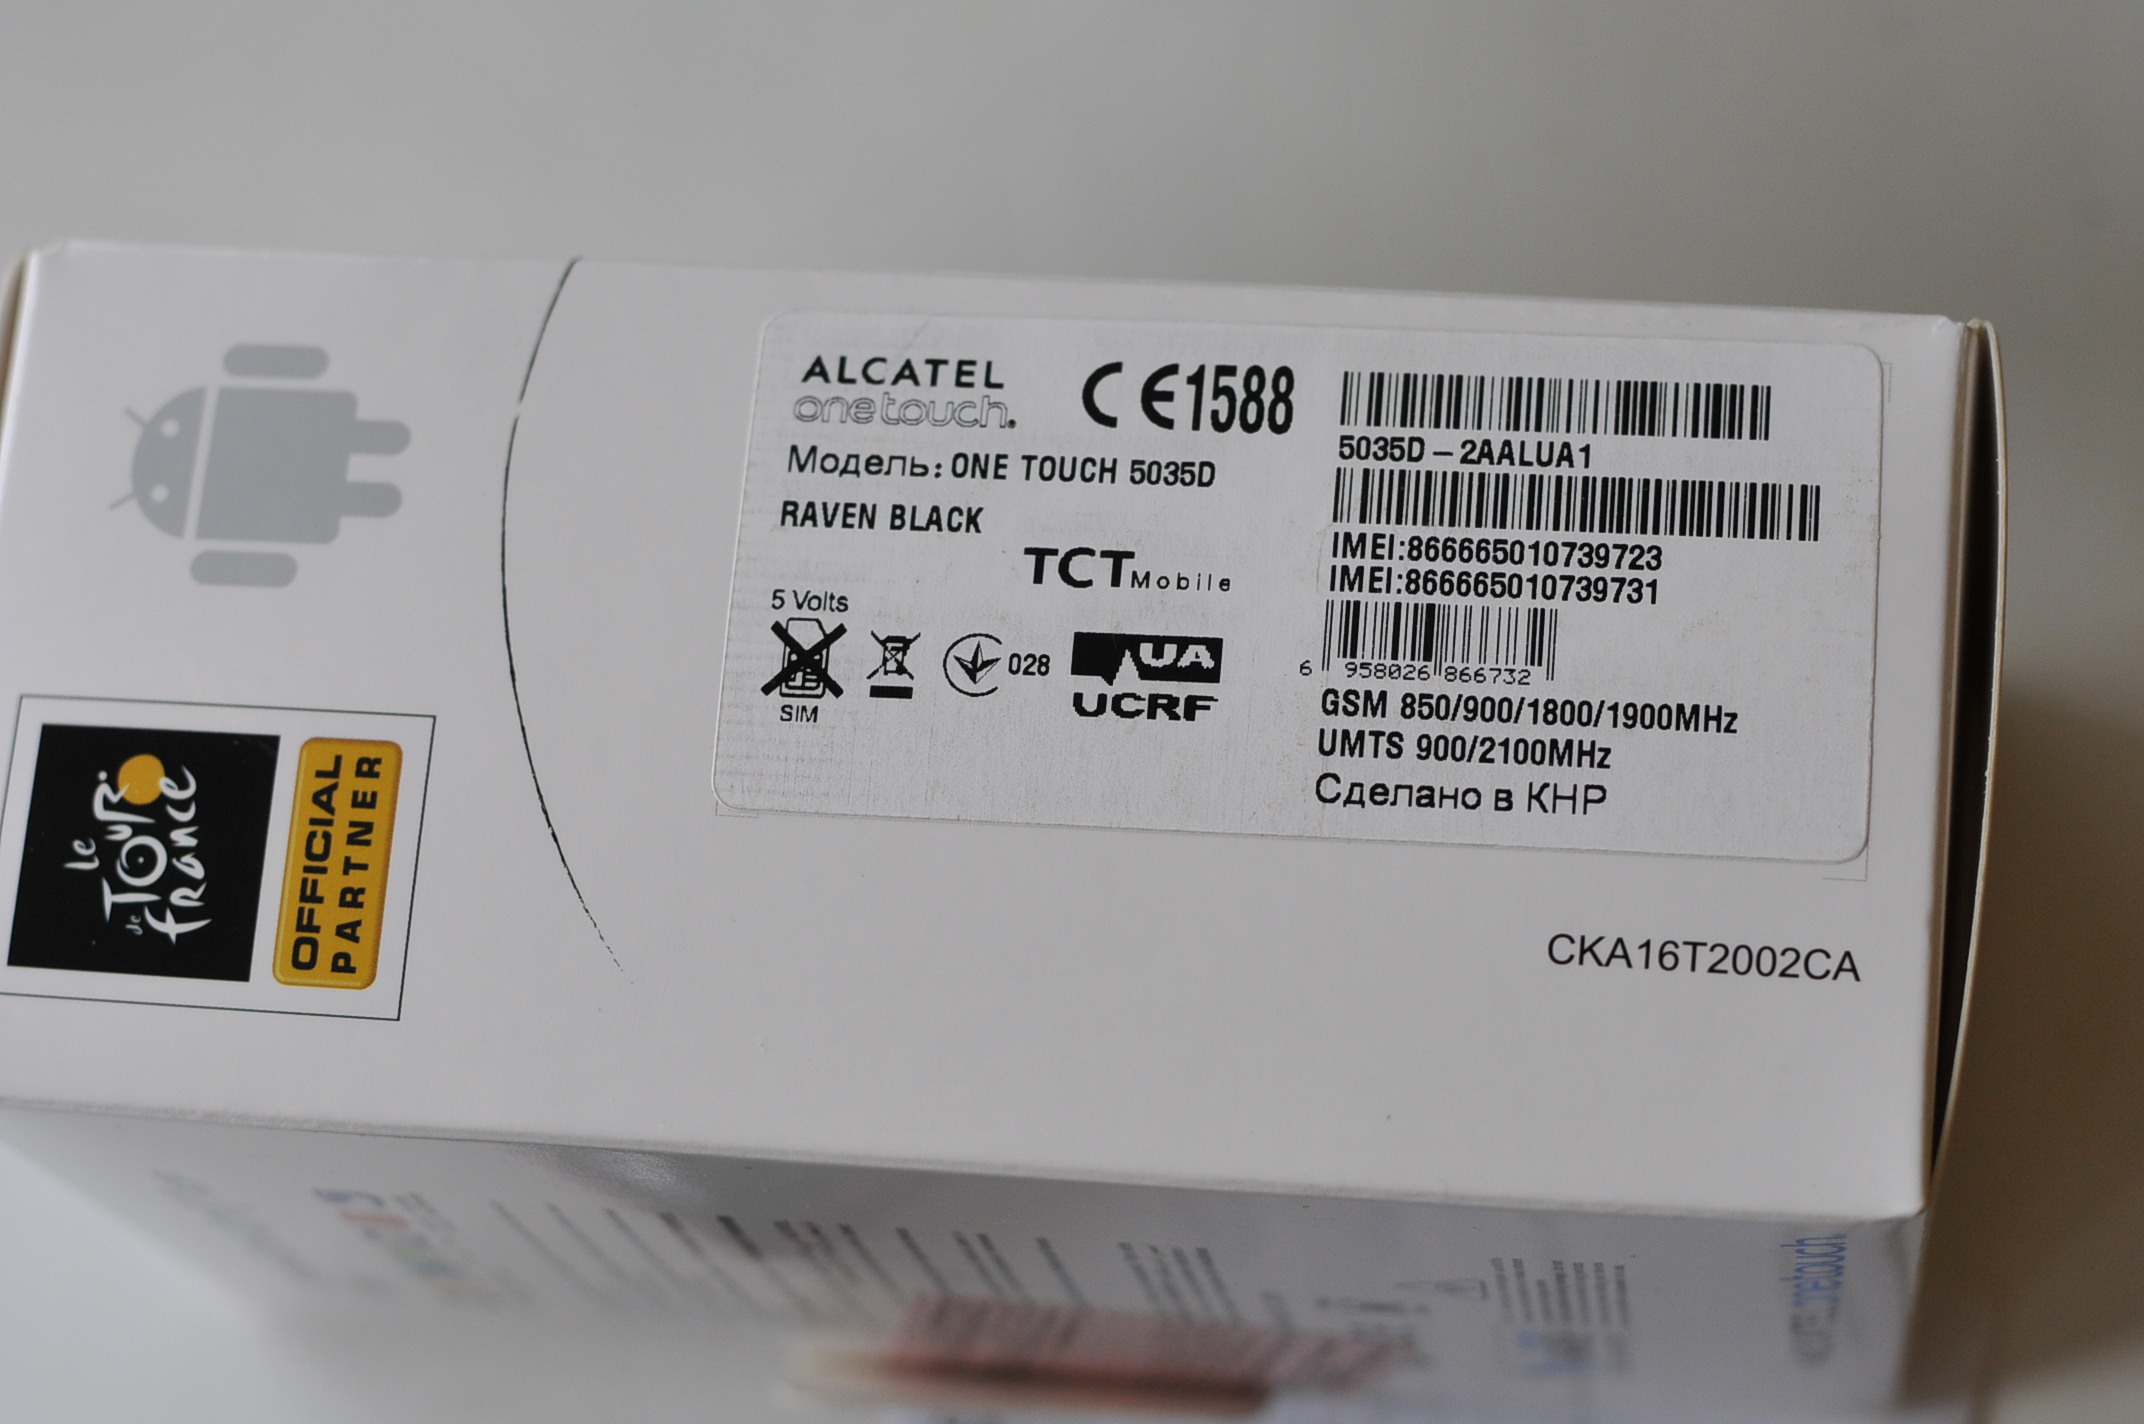 ALCATEL
onetouch.
CE1588
Модель: ONE TOUCH 5035D
RAVEN BLACK
TCT Mobile
5 Volts
SIM
028
UA
UCRF
5035D – 2AALUA1
IMEI:866665010739723
IMEI:866665010739731
6 958026 866732
GSM 850/900/1800/1900MHz
UMTS 900/2100MHz
Сделано в КНР
CKA16T2002CA
le
TOUR
de
france
OFFICIAL
PARTNER
onetouch